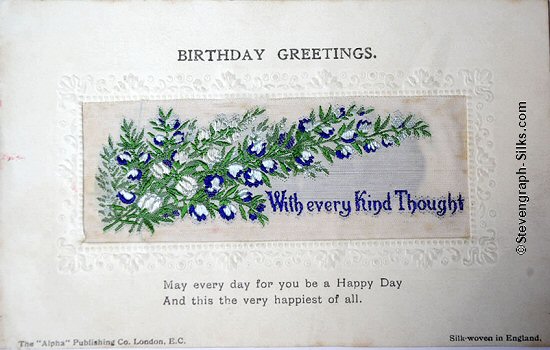 BIRTHDAY GREETINGS.
With every Kind Thought
May every day for you be a Happy Day
And this the very happiest of all.
The "Alpha" Publishing Co. London, E.C.
Silk-woven in England.
© Stevengraph-Silks.com